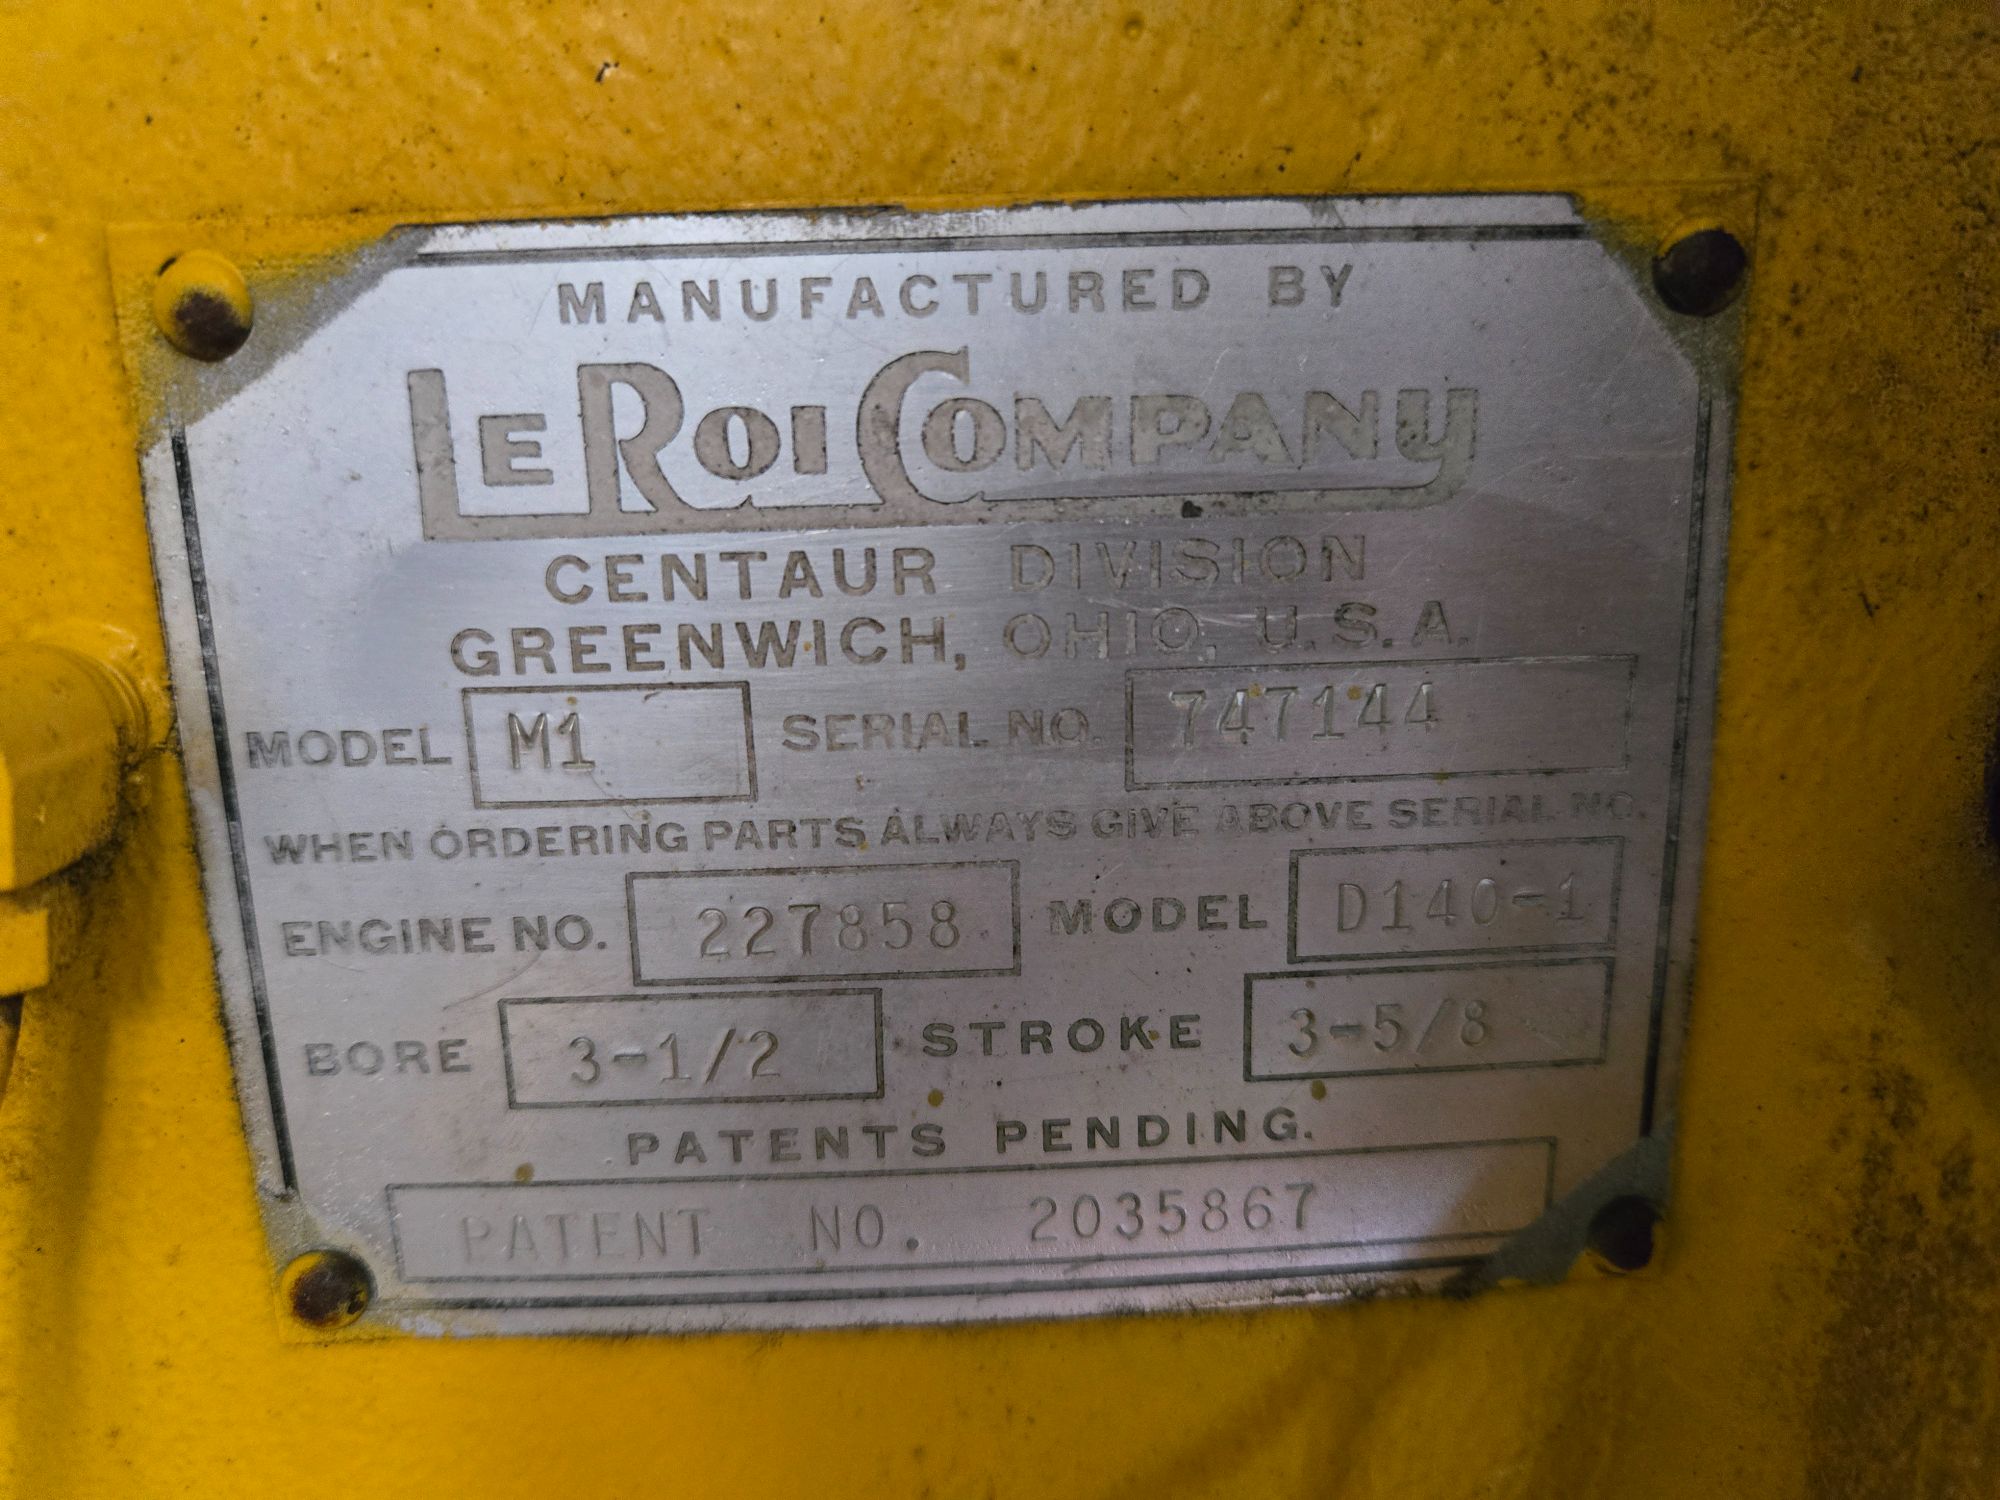 MANUFACTURED BY
LE ROI COMPANY
CENTAUR DIVISION
GREENWICH, OHIO, U.S.A.
MODEL M1 SERIAL NO. 747144
WHEN ORDERING PARTS ALWAYS GIVE ABOVE SERIAL NO.
ENGINE NO. 227858 MODEL D140-1
BORE 3-1/2 STROKE 3-5/8
PATENTS PENDING.
PATENT NO. 2035867